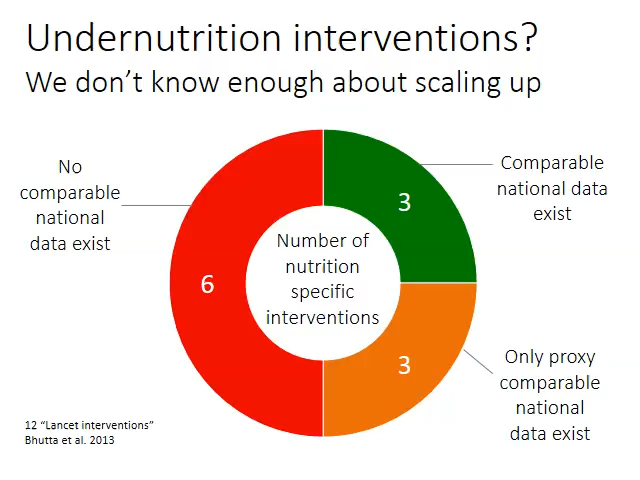 Undernutrition interventions?
We don’t know enough about scaling up
No
comparable
national
data exist
Comparable
national data
exist
3
Number of
nutrition
specific
interventions
6
3
Only proxy
comparable
national
data exist
12 “Lancet interventions”
Bhutta et al. 2013